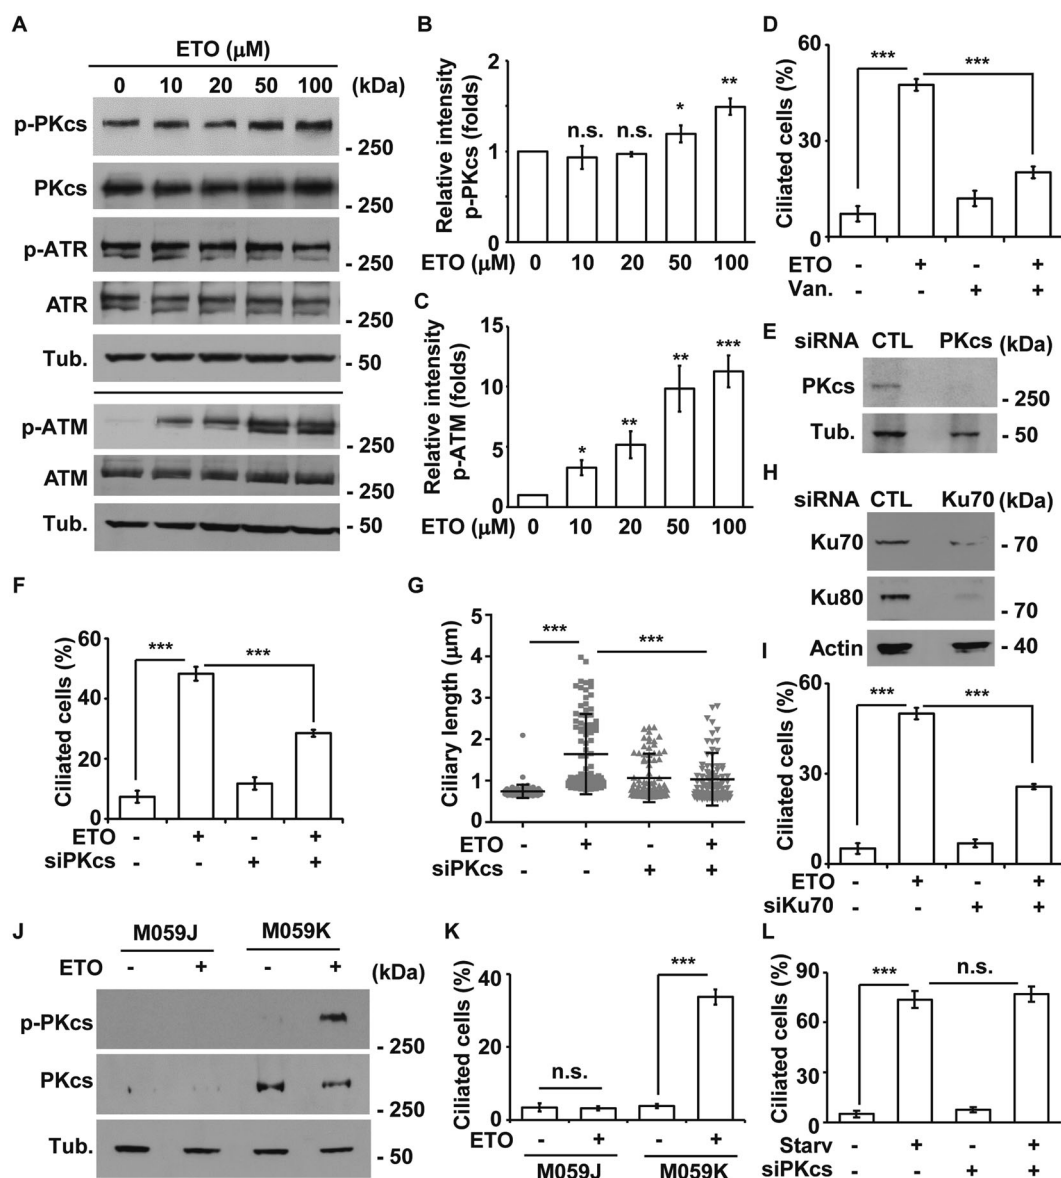 A
ETO (μM)
0 10 20 50 100 (kDa)
p-PKcs
- 250
PKcs
- 250
p-ATR
- 250
ATR
- 250
Tub. - 50
p-ATM
- 250
ATM
- 250
Tub. - 50
B
Relative intensity
p-PKcs (folds)
2
1
0
n.s. n.s. * **
ETO (μM) 0 10 20 50 100
C
Relative intensity
p-ATM (folds)
15
10
5
0
* ** ** ***
ETO (μM) 0 10 20 50 100
D
Ciliated cells (%)
60
30
0
*** ***
ETO - + - +
Van. - - + +
E
siRNA CTL PKcs (kDa)
PKcs
- 250
Tub. - 50
H
siRNA CTL Ku70 (kDa)
Ku70 - 70
Ku80
- 70
Actin - 40
F
Ciliated cells (%)
60
40
20
0
*** ***
ETO - + - +
siPKcs - - + +
G
Ciliary length (μm)
5
4
3
2
1
0
*** ***
ETO - + - +
siPKcs - - + +
I
Ciliated cells (%)
60
30
0
*** ***
ETO - + - +
siKu70 - - + +
J
M059J M059K
ETO - + - + (kDa)
p-PKcs
- 250
PKcs
- 250
Tub. - 50
K
Ciliated cells (%)
40
20
0
n.s. ***
ETO - + - +
M059J M059K
L
Ciliated cells (%)
90
60
30
0
*** n.s.
Starv - + - +
siPKcs - - + +